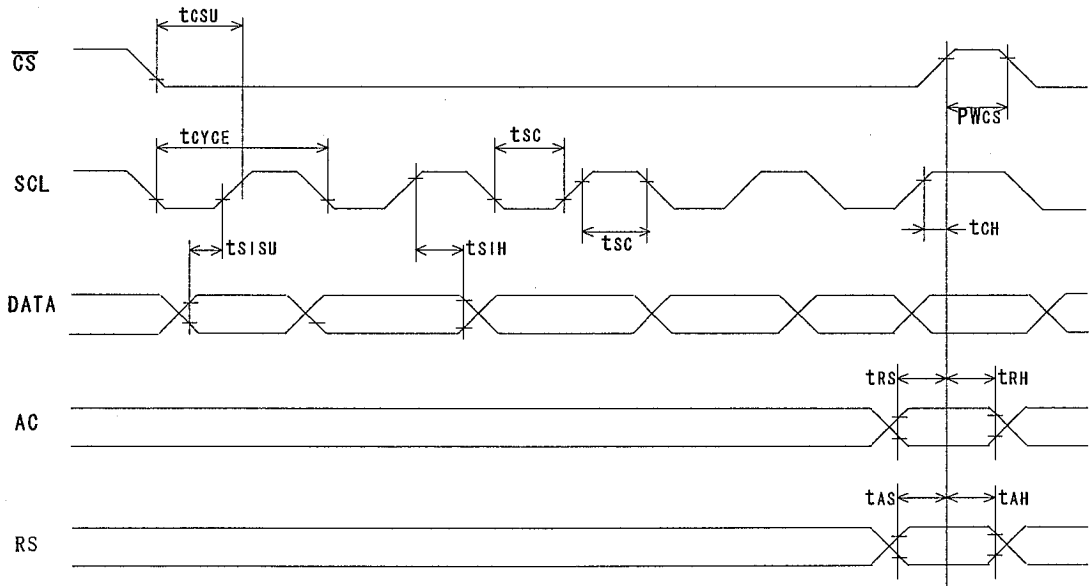 tCSU
CS
PWCS
tCYCE
tSC
SCL
tSC
tCH
tSISU
tSIH
DATA
tRS
tRH
AC
tAS
tAH
RS